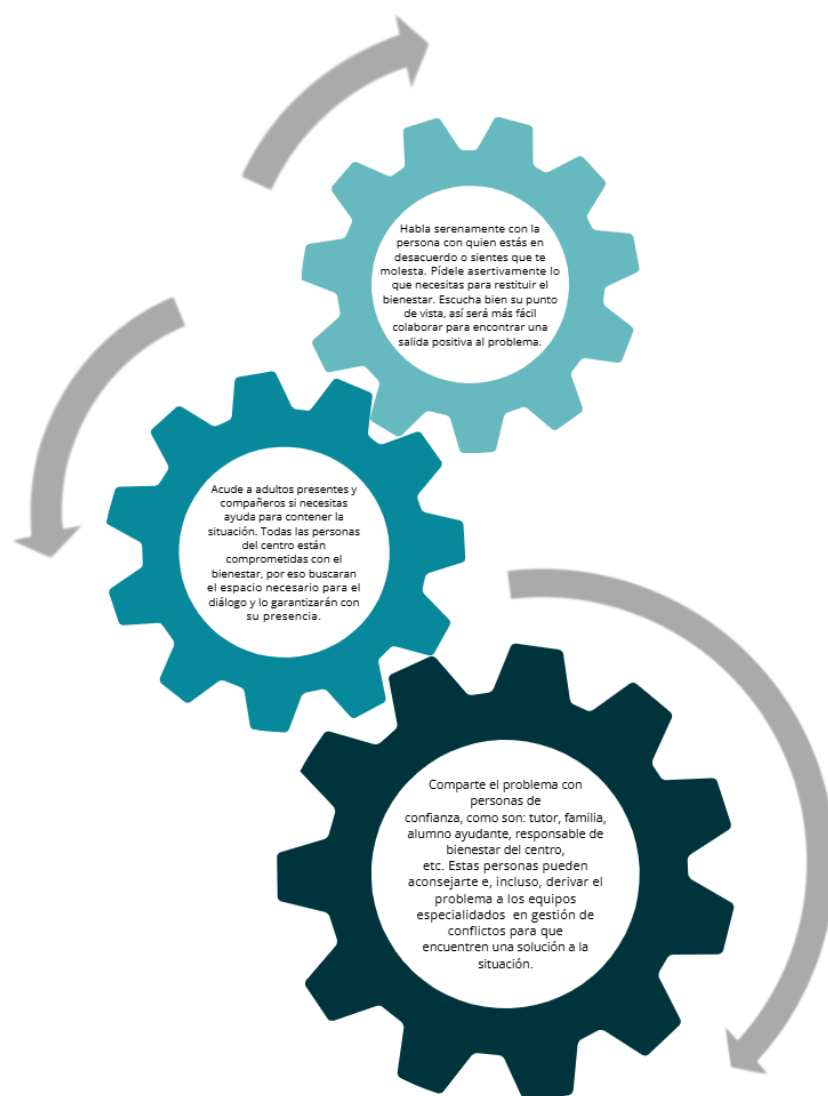 Habla serenamente con la
persona con quien estás en
desacuerdo o sientes que te
molesta. Pídele asertivamente lo
que necesitas para restituir el
bienestar. Escucha bien su punto
de vista, así será más fácil
colaborar para encontrar una
salida positiva al problema.
Acude a adultos presentes y
compañeros si necesitas
ayuda para contener la
situación. Todas las personas
del centro están
comprometidas con el
bienestar, por eso buscaran
el espacio necesario para el
diálogo y lo garantizarán con
su presencia.
Comparte el problema con
personas de
confianza, como son: tutor, familia,
alumno ayudante, responsable de
bienestar del centro,
etc. Estas personas pueden
aconsejarte e, incluso, derivar el
problema a los equipos
especialidados en gestión de
conflictos para que
encuentren una solución a la
situación.